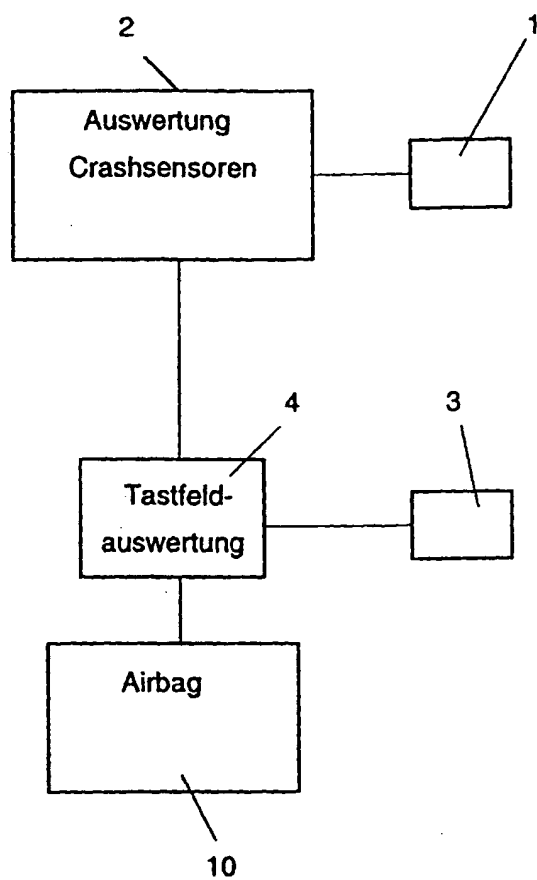 2
1
Auswertung
Crashsensoren
4
3
Tastfeld-
auswertung
Airbag
10